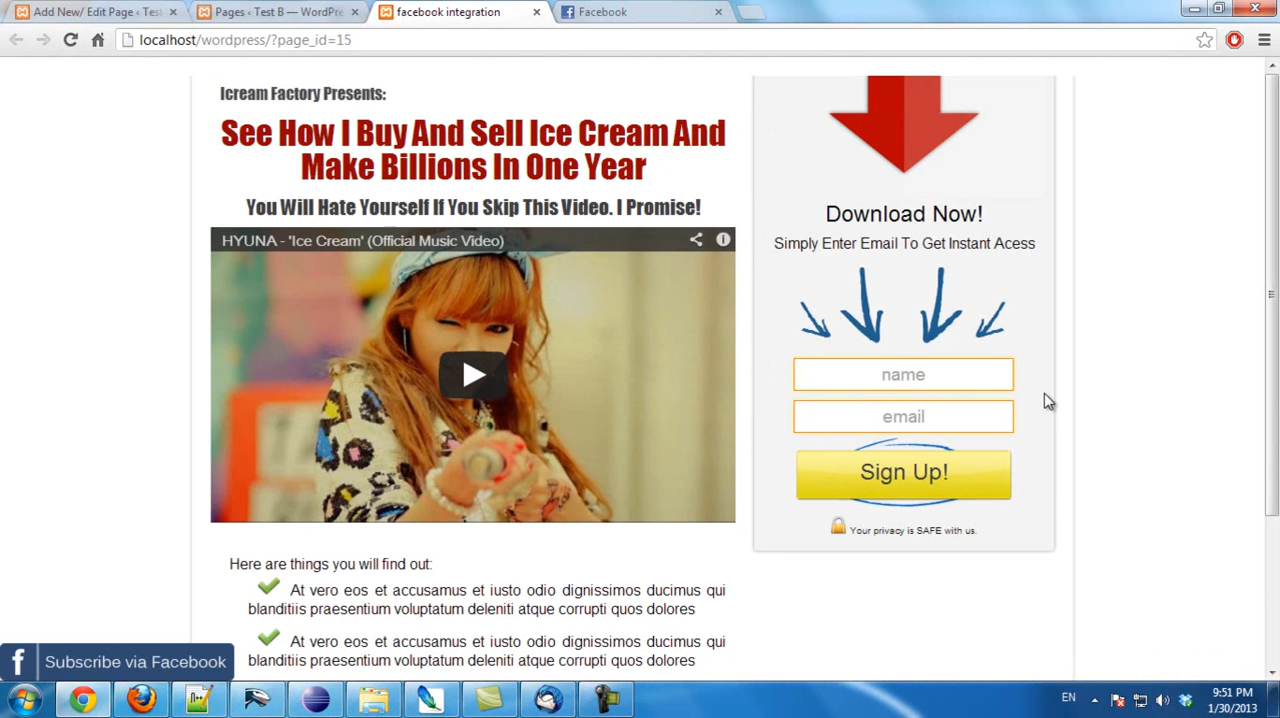 Add New/ Edit Page ‹ Tes
Pages ‹ Test B — WordPre
facebook integration
Facebook
localhost/wordpress/?page_id=15
Icream Factory Presents:
See How I Buy And Sell Ice Cream And
Make Billions In One Year
You Will Hate Yourself If You Skip This Video. I Promise!
HYUNA - 'Ice Cream' (Official Music Video)
Here are things you will find out:
At vero eos et accusamus et iusto odio dignissimos ducimus qui
blanditiis praesentium voluptatum deleniti atque corrupti quos dolores
At vero eos et accusamus et iusto odio dignissimos ducimus qui
blanditiis praesentium voluptatum deleniti atque corrupti quos dolores
Download Now!
Simply Enter Email To Get Instant Acess
name
email
Sign Up!
Your privacy is SAFE with us.
f Subscribe via Facebook
EN
9:51 PM
1/30/2013